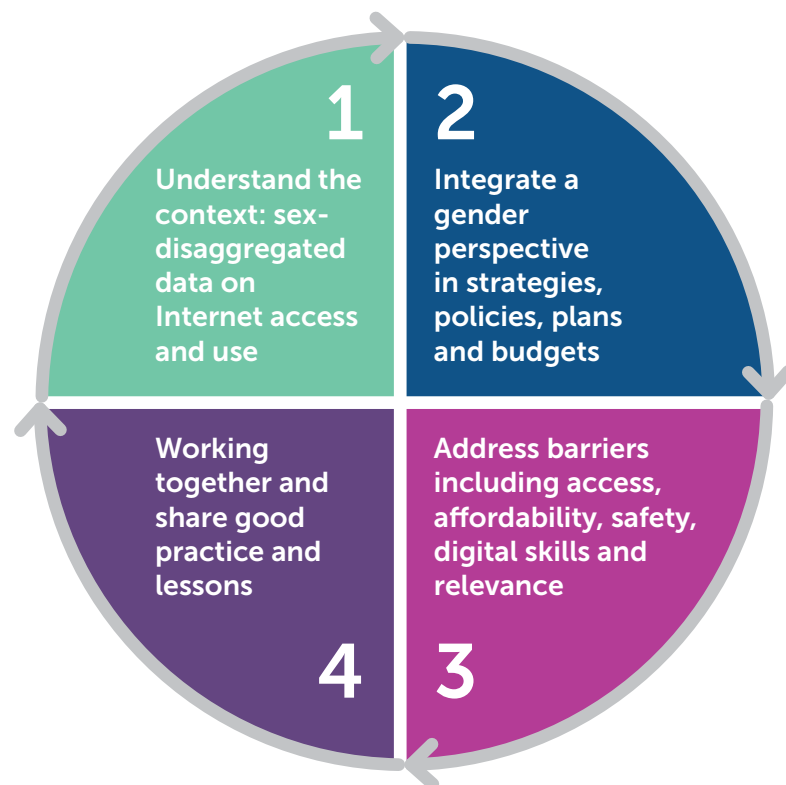 1
Understand the
context: sex-
disaggregated
data on
Internet access
and use
2
Integrate a
gender
perspective
in strategies,
policies, plans
and budgets
Address barriers
including access,
affordability, safety,
digital skills and
relevance
3
Working
together and
share good
practice and
lessons
4